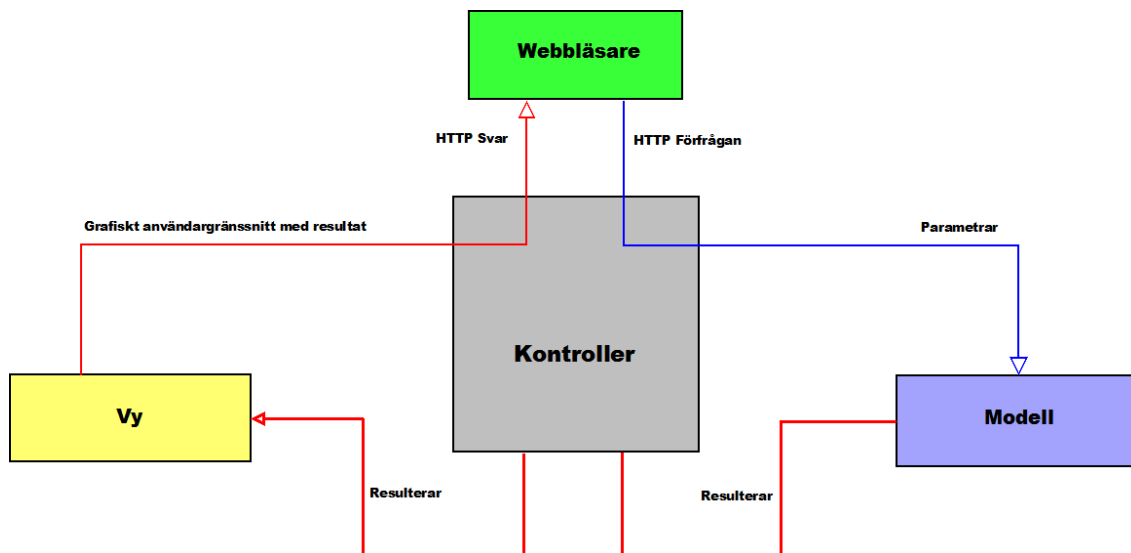 Webbläsare
HTTP Svar
HTTP Förfrågan
Grafiskt användargränssnitt med resultat
Parametrar
Kontroller
Vy
Modell
Resulterar
Resulterar